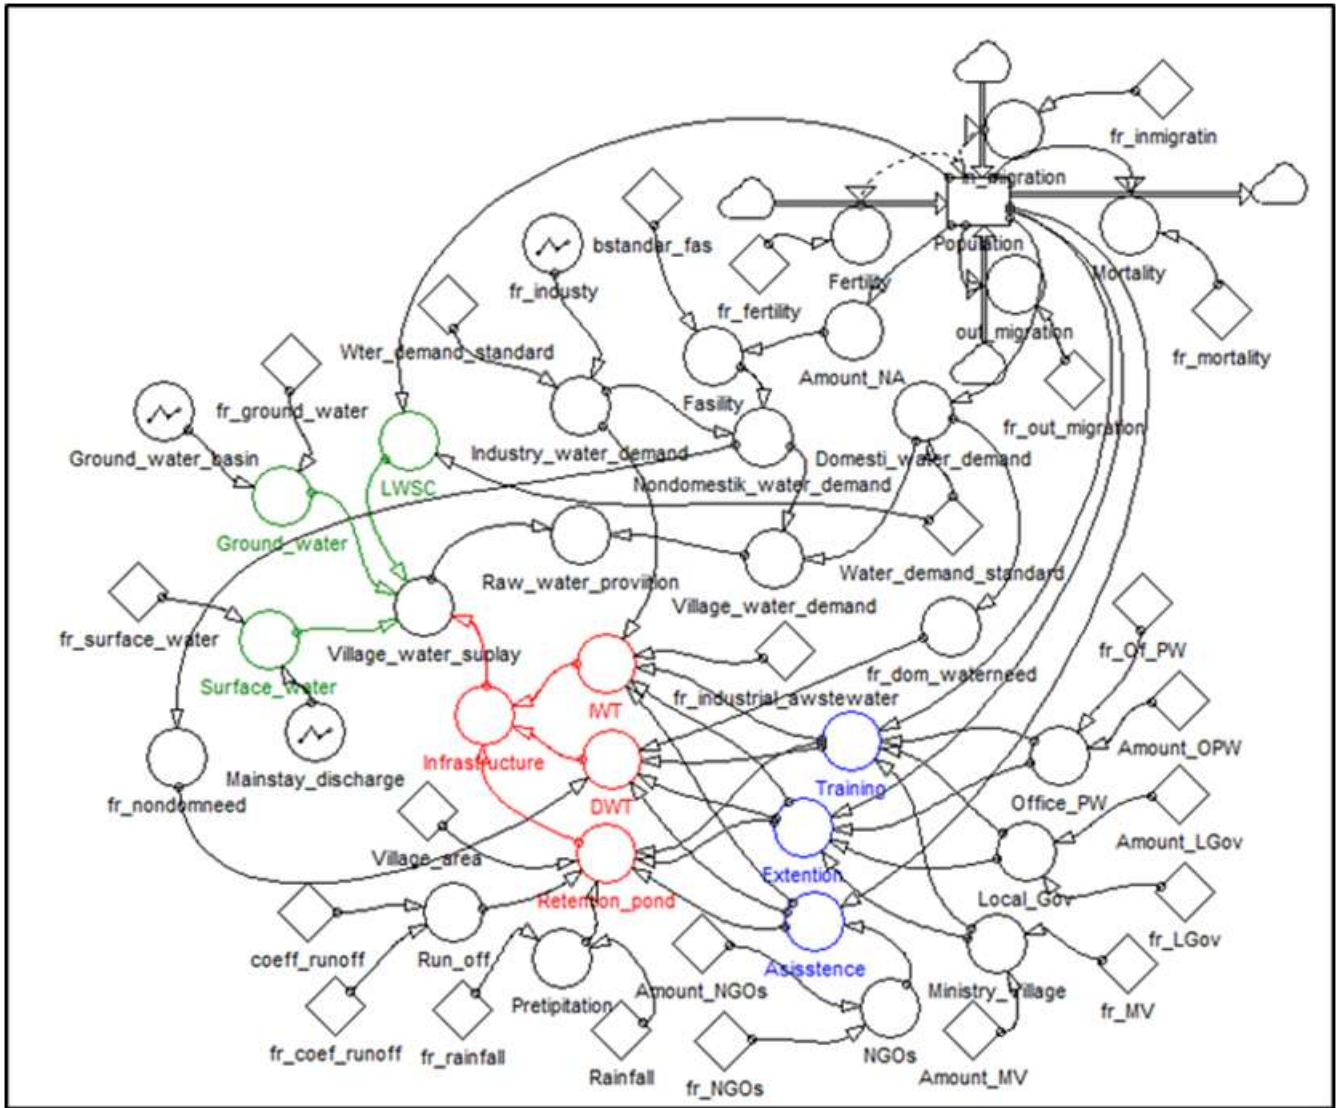 fr_inmigratin
in_migration
bstandar_fas
Population
Mortality
Fertility
fr_industy
fr_fertility
out_migration
Wter_demand_standard
fr_mortality
Amount_NA
Fasility
fr_ground_water
fr_out_migration
Industry_water_demand
Ground_water_basin
Domesti_water_demand
LWSC
Nondomestik_water_demand
Ground_water
Raw_water_proviition
Water_demand_standard
Village_water_demand
fr_surface_water
Village_water_suplay
fr_Of_PW
fr_dom_waterneed
Surface_water
fr_industrial_awstewater
IWT
Amount_OPW
Infrastructure
Mainstay_discharge
Training
Office_PW
fr_nondomneed
DWT
Amount_LGov
Village_area
Extention
Local_Gov
Retention_pond
fr_LGov
coeff_runoff
Run_off
Asisstence
Amount_NGOs
Ministry_Village
Pretipitation
fr_MV
fr_coef_runoff
fr_rainfall
NGOs
Rainfall
Amount_MV
fr_NGOs